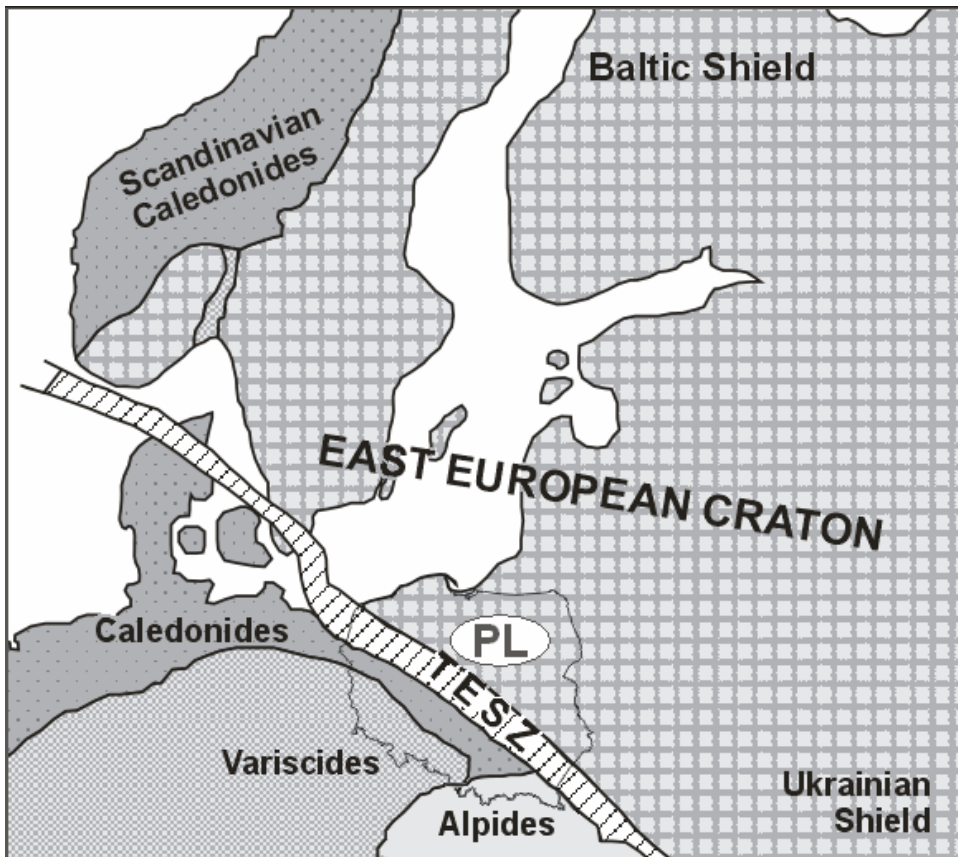 Baltic Shield
Scandinavian
Caledonides
EAST EUROPEAN CRATON
Caledonides
PL
TESZ
Variscides
Ukrainian
Shield
Alpides